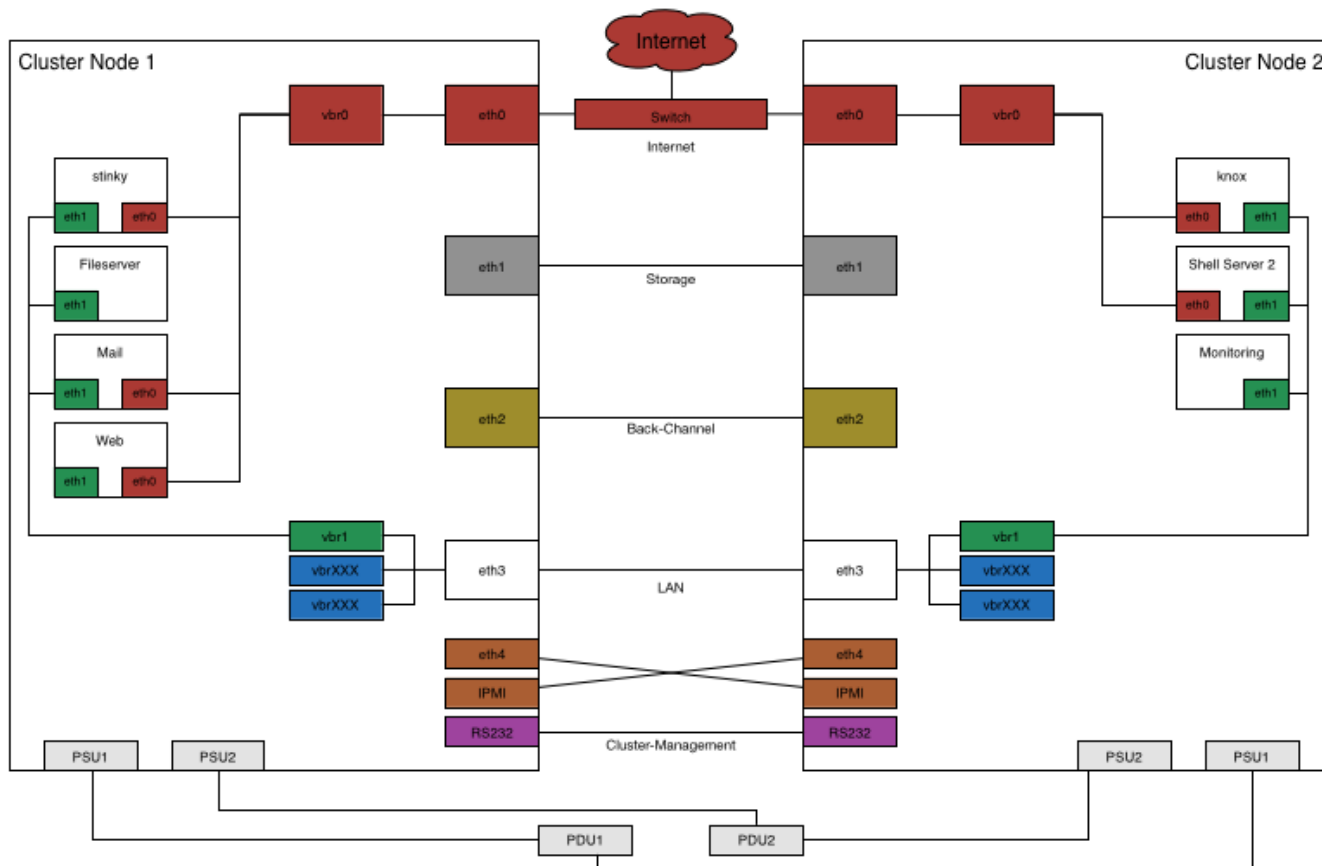 Internet
Cluster Node 1
Cluster Node 2
vbr0
eth0
Switch
eth0
vbr0
Internet
stinky
eth1
eth0
knox
eth0
eth1
Fileserver
eth1
eth1
Storage
eth1
Shell Server 2
eth0
eth1
Mail
eth1
eth0
Monitoring
eth1
eth2
Back-Channel
eth2
Web
eth1
eth0
vbr1
vbrXXX
vbrXXX
eth3
LAN
eth3
vbr1
vbrXXX
vbrXXX
eth4
eth4
IPMI
IPMI
RS232
Cluster-Management
RS232
PSU1
PSU2
PSU2
PSU1
PDU1
PDU2